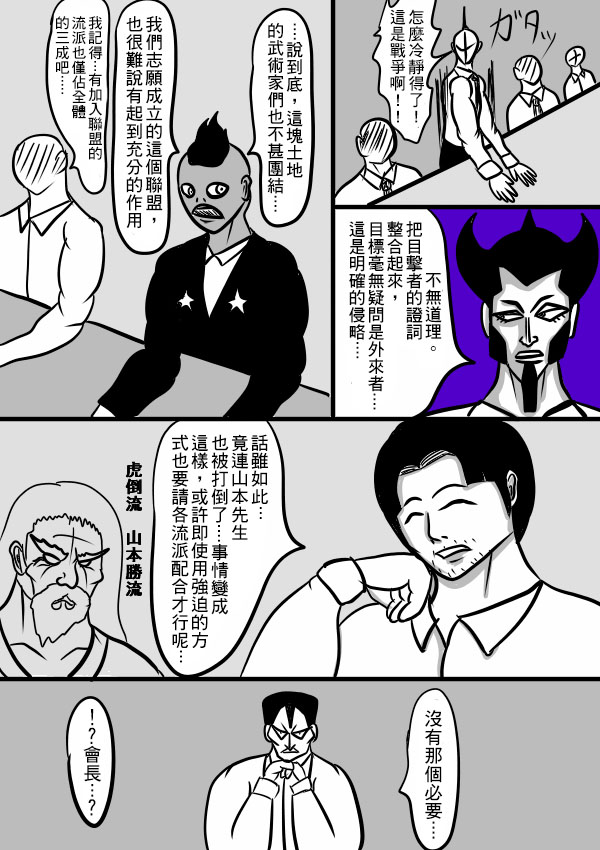 怎麼冷靜得了！
這是戰爭啊！！
ガタッ
不無道理。
把目擊者的證詞
整合起來，
目標毫無疑問是外來者…
這是明確的侵略…
…說到底，這塊土地
的武術家們也不甚團結…
我們志願成立的這個聯盟，
也很難說有起到充分的作用
我記得…有加入聯盟的
流派也僅佔全體
的三成吧……
話雖如此…
竟連山本先生
也被打倒了…事情變成
這樣，或許即使用強迫的方
式也要請各流派配合才行呢…
虎倒流　山本勝流
沒有那個必要…
！？會長…？